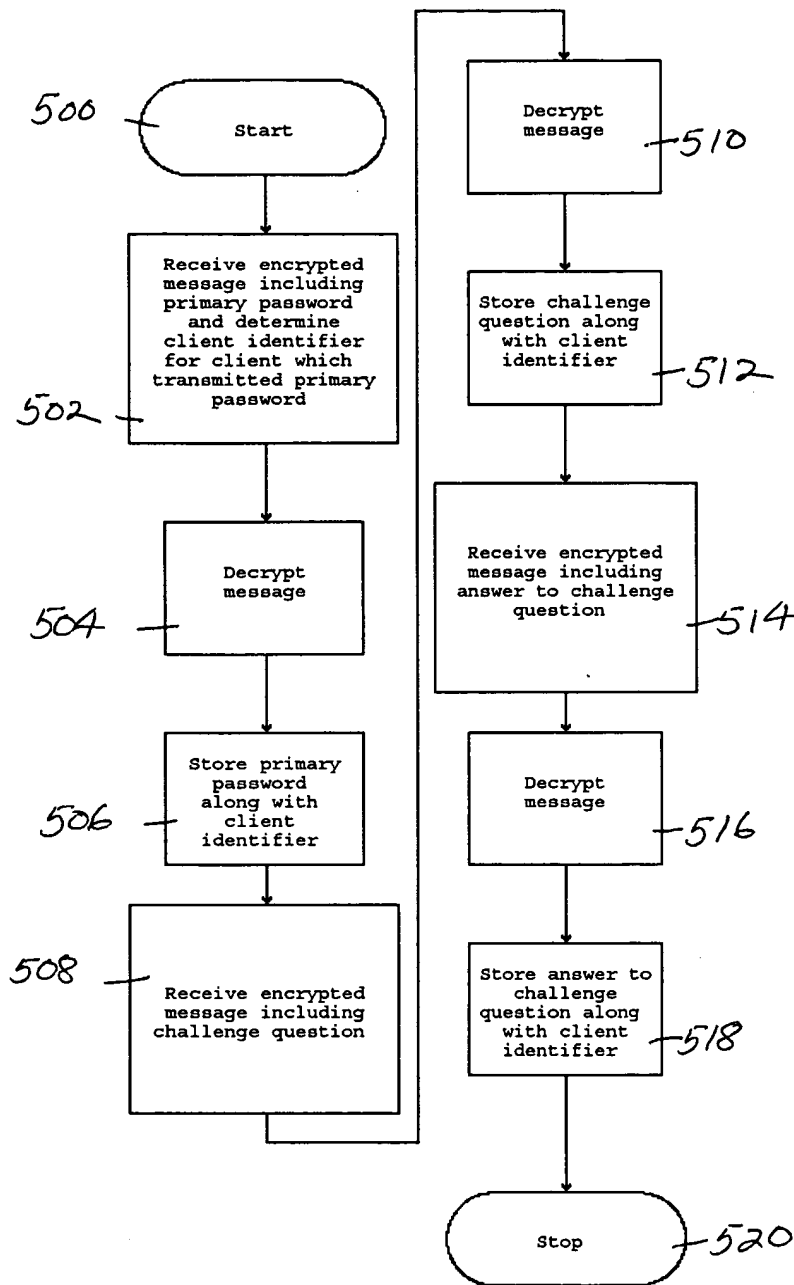 500
Start
Receive encrypted
message including
primary password
and determine
client identifier
for client which
transmitted primary
password
502
Decrypt
message
504
Store primary
password
along with
client
identifier
506
508
Receive encrypted
message including
challenge question
Decrypt
message
510
Store challenge
question along
with client
identifier
512
Receive encrypted
message including
answer to challenge
question
514
Decrypt
message
516
Store answer to
challenge
question along
with client
identifier
518
Stop
520